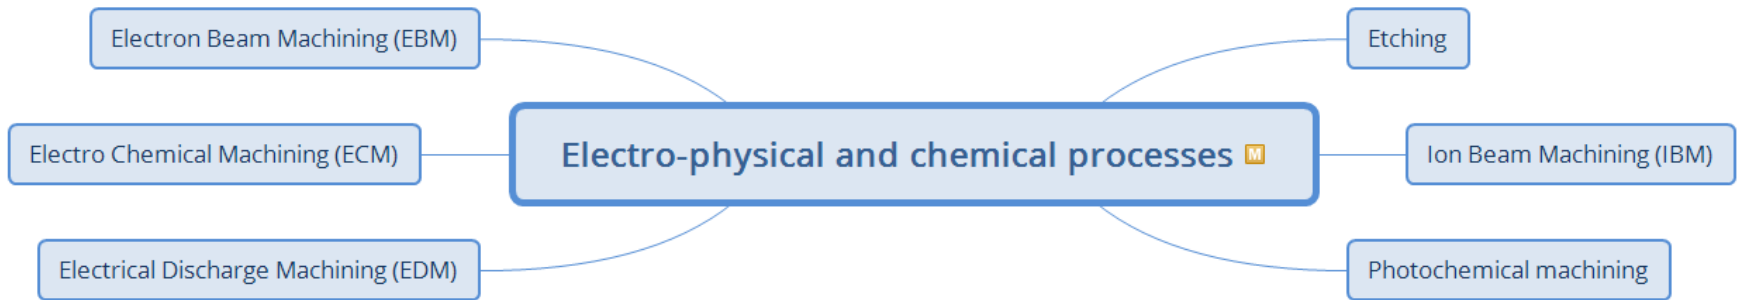 Electron Beam Machining (EBM)
Etching
Electro Chemical Machining (ECM)
Electro-physical and chemical processes M
Ion Beam Machining (IBM)
Electrical Discharge Machining (EDM)
Photochemical machining